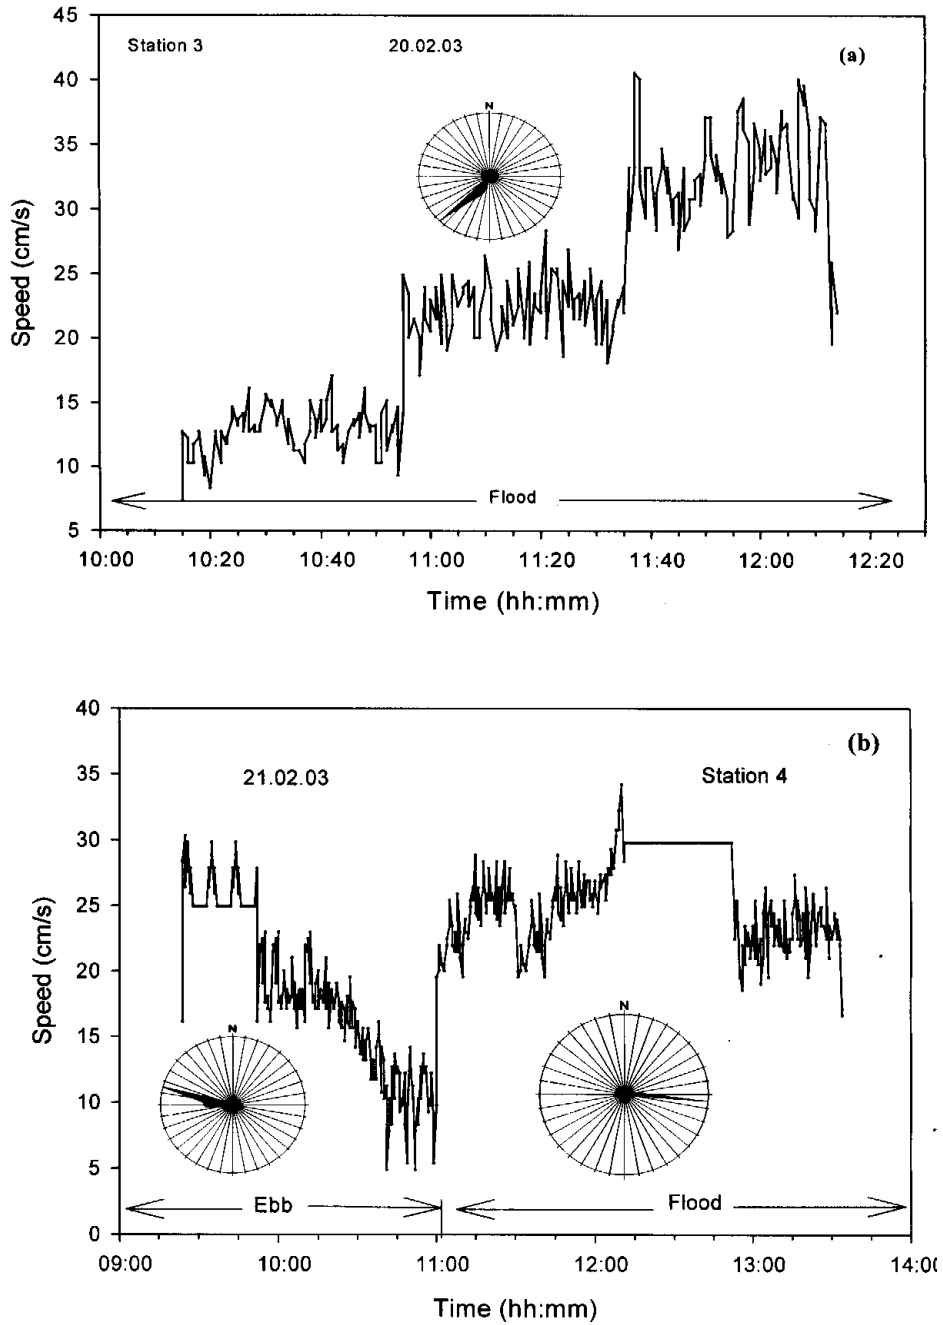 45
Station 3 20.02.03 (a)
40
N
35
30
25
20
15
10
Flood
5
10:00 10:20 10:40 11:00 11:20 11:40 12:00 12:20
Speed (cm/s)
Time (hh:mm)
40
(b)
21.02.03 Station 4
35
30
25
20
15
N N
10
5
Ebb Flood
0
09:00 10:00 11:00 12:00 13:00 14:00
Speed (cm/s)
Time (hh:mm)